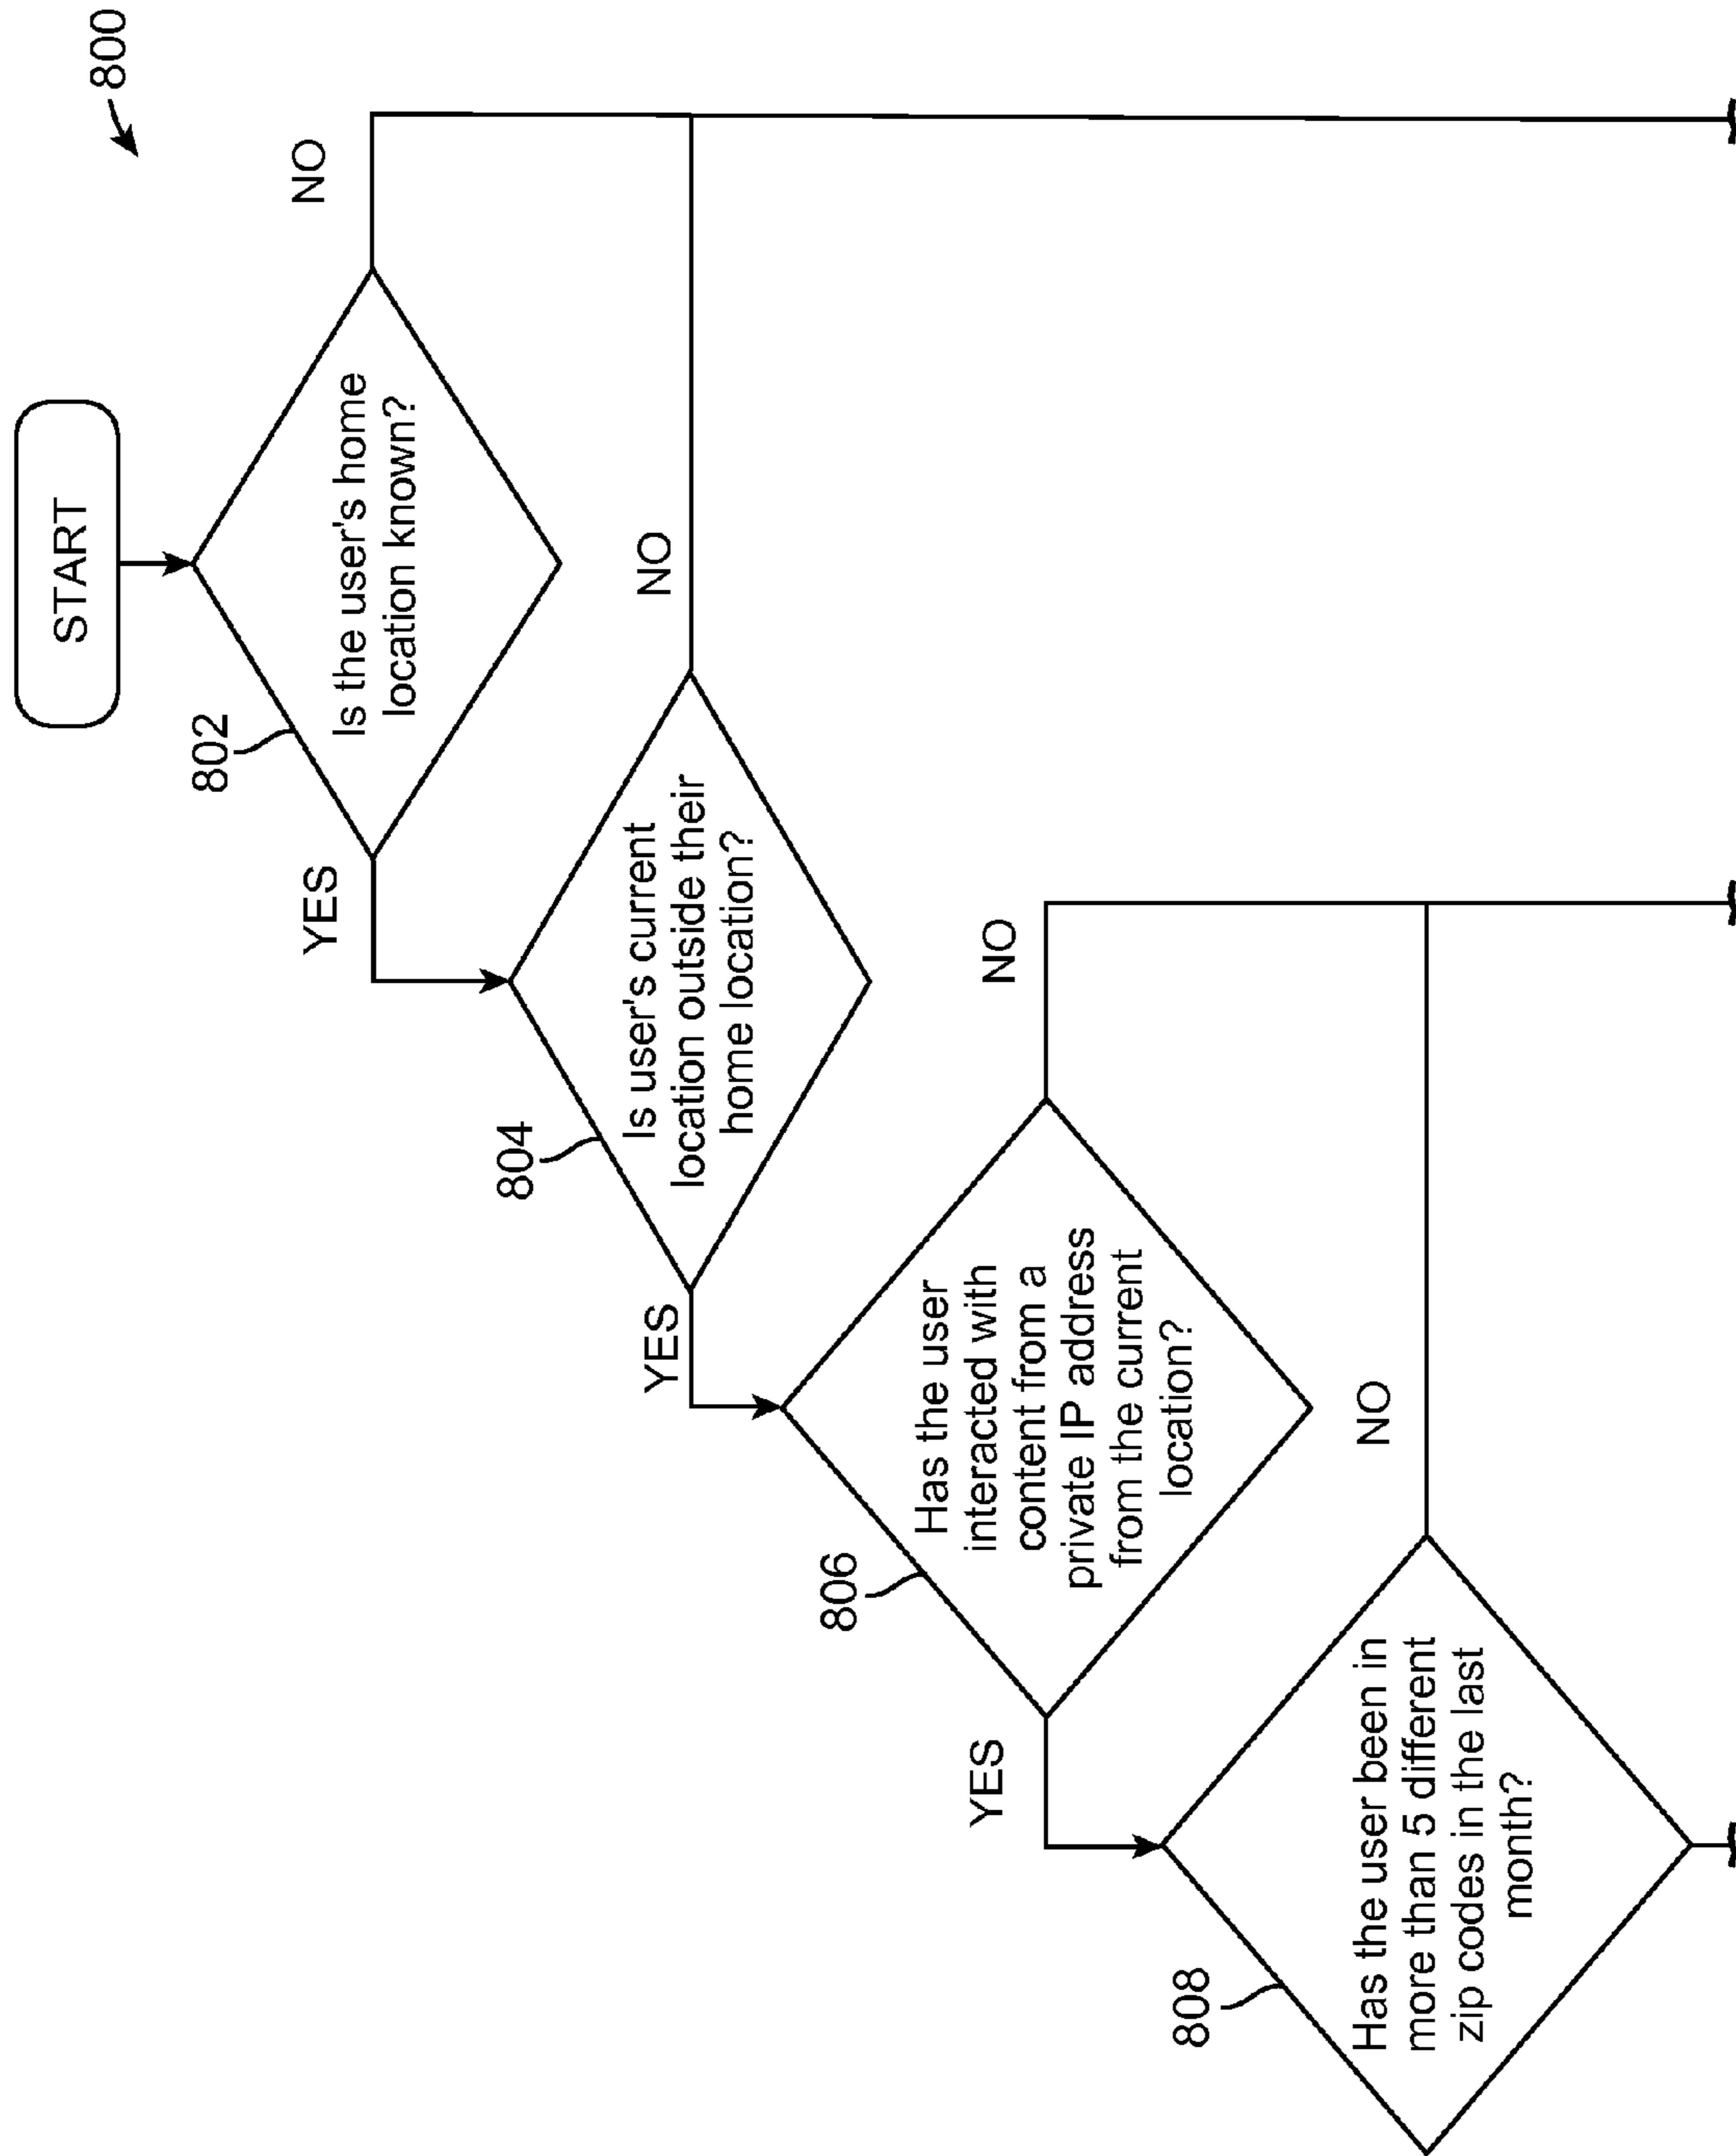 800
START
802
Is the user's home
location known?
NO
YES
804
Is user's current
location outside their
home location?
NO
YES
806
Has the user
interacted with
content from a
private IP address
from the current
location?
NO
YES
808
Has the user been in
more than 5 different
zip codes in the last
month?
NO